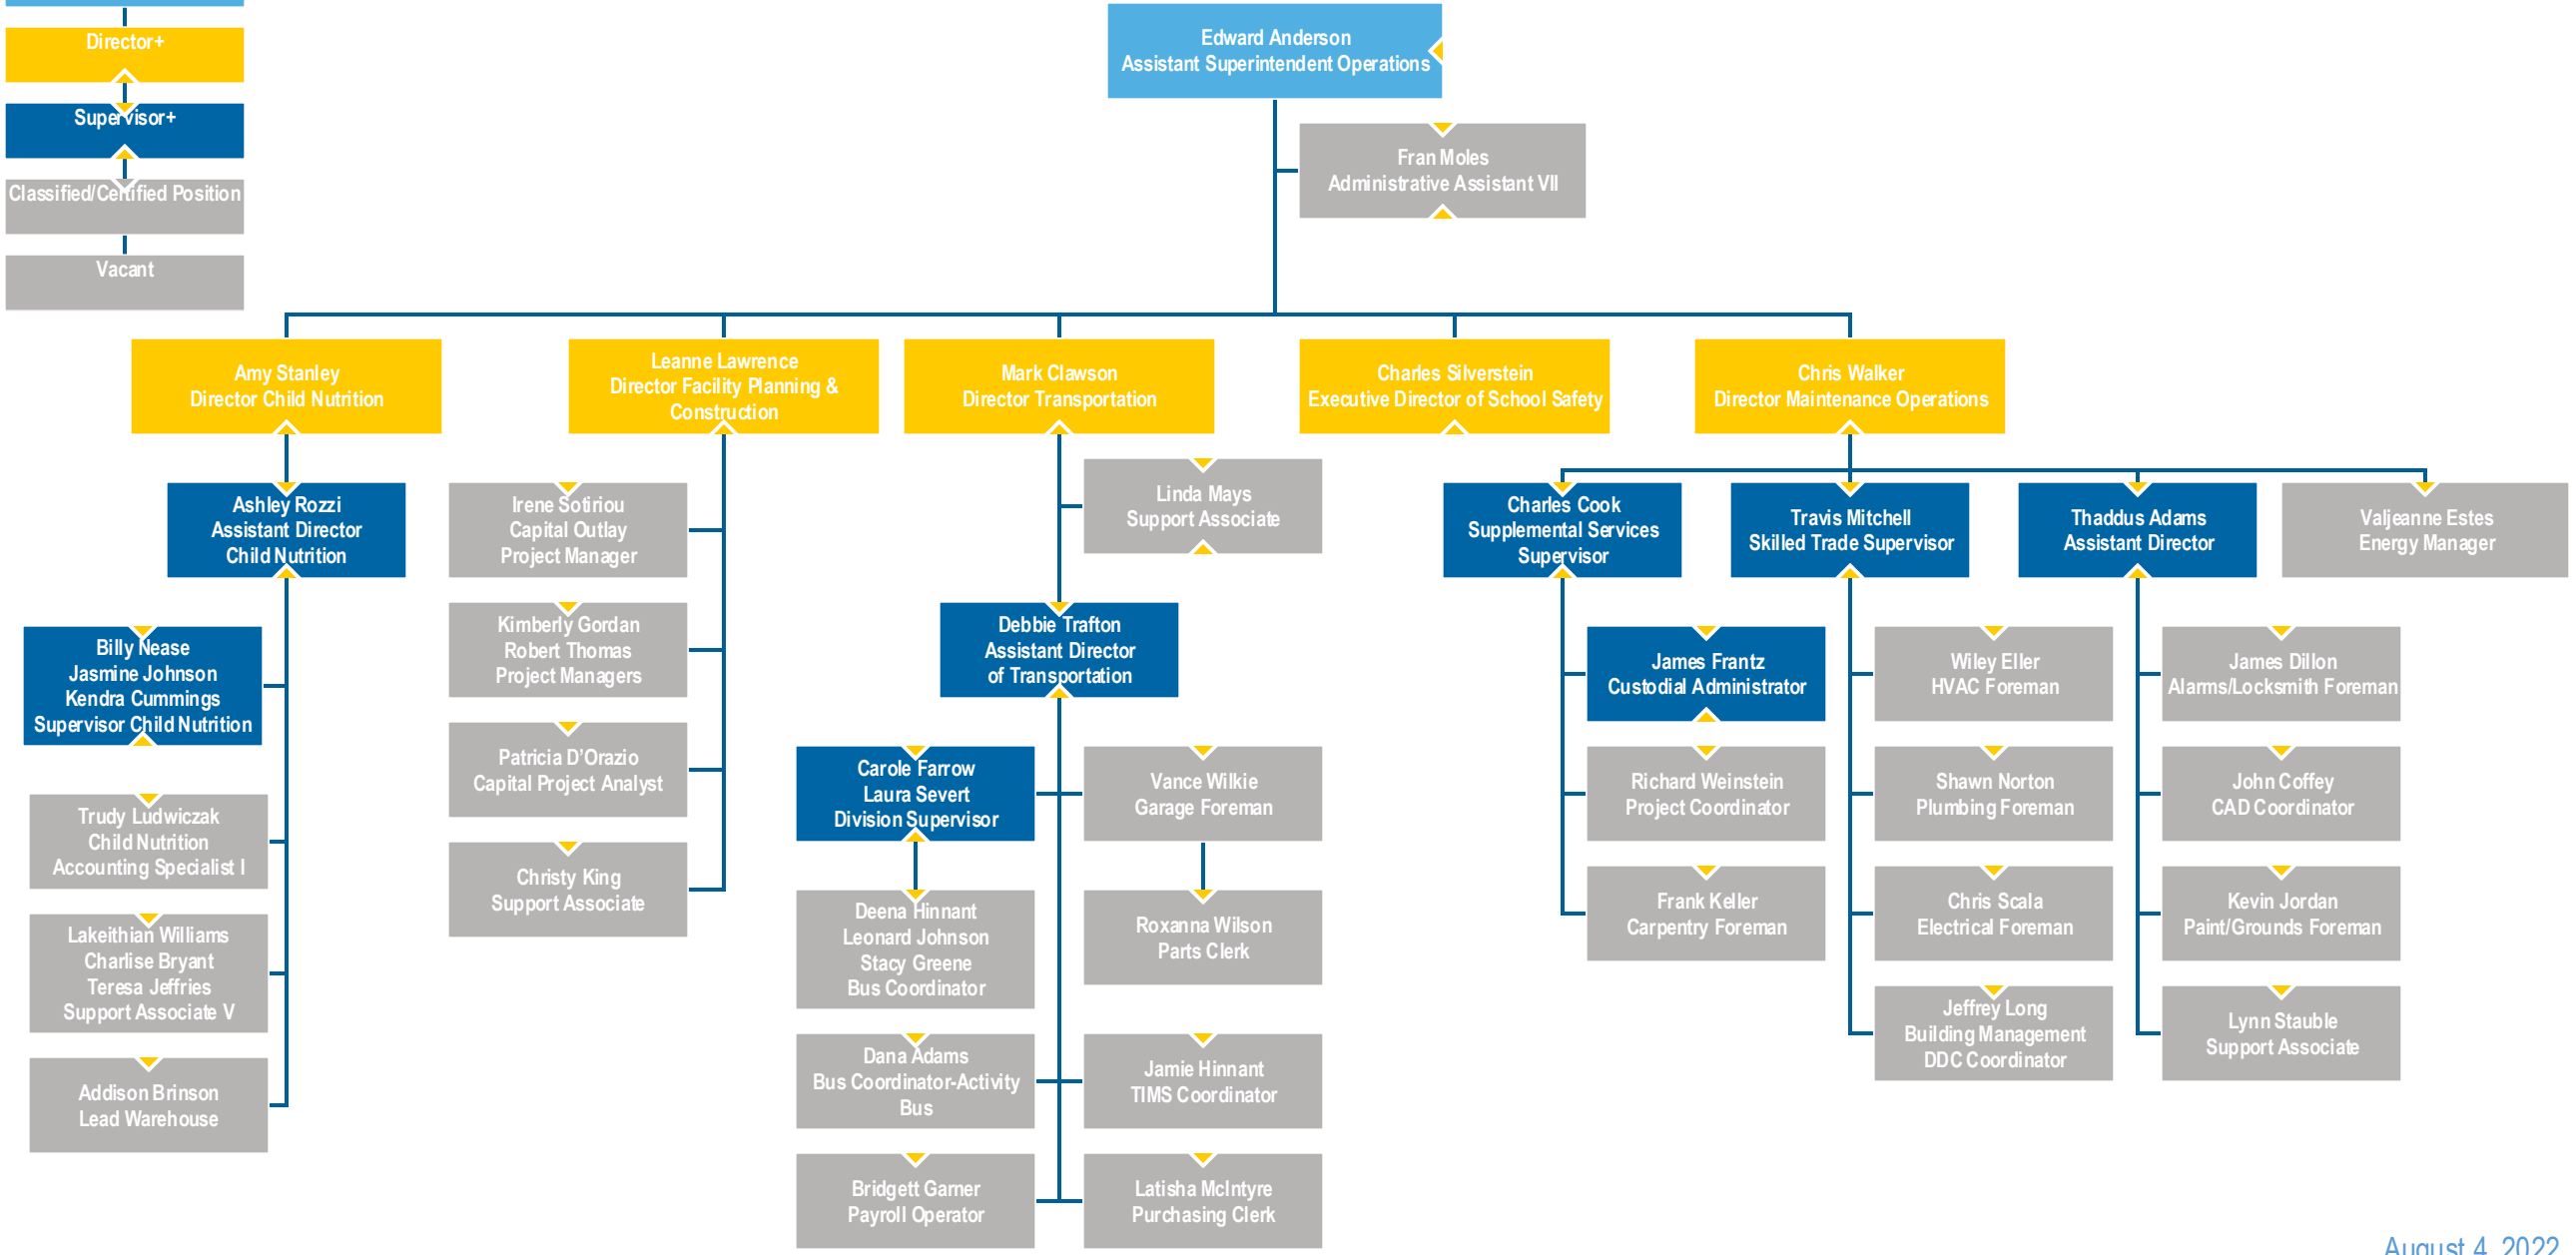 Director+
Supervisor+
Classified/Certified Position
Vacant
Edward Anderson
Assistant Superintendent Operations
Fran Moles
Administrative Assistant VII
Amy Stanley
Director Child Nutrition
Leanne Lawrence
Director Facility Planning &
Construction
Mark Clawson
Director Transportation
Charles Silverstein
Executive Director of School Safety
Chris Walker
Director Maintenance Operations
Ashley Rozzi
Assistant Director
Child Nutrition
Billy Nease
Jasmine Johnson
Kendra Cummings
Supervisor Child Nutrition
Trudy Ludwiczak
Child Nutrition
Accounting Specialist I
Lakeithian Williams
Charlise Bryant
Teresa Jeffries
Support Associate V
Addison Brinson
Lead Warehouse
Irene Sotiriou
Capital Outlay
Project Manager
Kimberly Gordan
Robert Thomas
Project Managers
Patricia D’Orazio
Capital Project Analyst
Christy King
Support Associate
Linda Mays
Support Associate
Debbie Trafton
Assistant Director
of Transportation
Carole Farrow
Laura Severt
Division Supervisor
Vance Wilkie
Garage Foreman
Deena Hinnant
Leonard Johnson
Stacy Greene
Bus Coordinator
Roxanna Wilson
Parts Clerk
Dana Adams
Bus Coordinator-Activity
Bus
Jamie Hinnant
TIMS Coordinator
Bridgett Garner
Payroll Operator
Latisha McIntyre
Purchasing Clerk
Charles Cook
Supplemental Services
Supervisor
James Frantz
Custodial Administrator
Richard Weinstein
Project Coordinator
Frank Keller
Carpentry Foreman
Travis Mitchell
Skilled Trade Supervisor
Wiley Eller
HVAC Foreman
Shawn Norton
Plumbing Foreman
Chris Scala
Electrical Foreman
Jeffrey Long
Building Management
DDC Coordinator
Thaddus Adams
Assistant Director
James Dillon
Alarms/Locksmith Foreman
John Coffey
CAD Coordinator
Kevin Jordan
Paint/Grounds Foreman
Lynn Stauble
Support Associate
Valjeanne Estes
Energy Manager
August 4, 2022